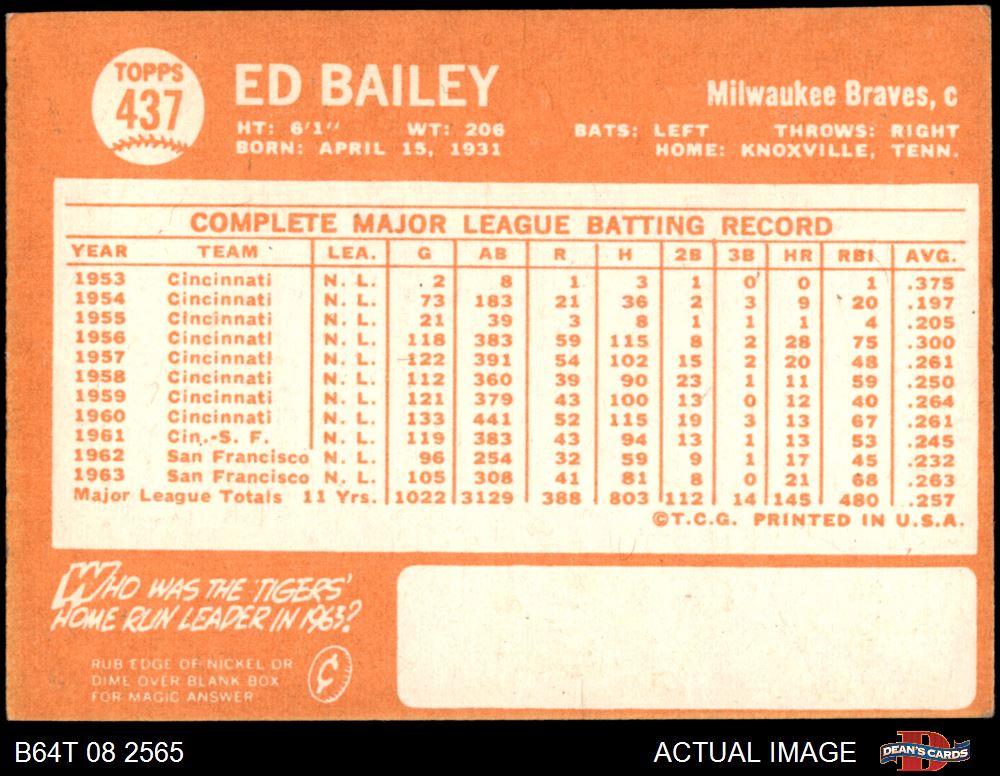 TOPPS
437
ED BAILEY
Milwaukee Braves, c
HT: 6'1" WT: 206 BATS: LEFT THROWS: RIGHT
BORN: APRIL 15, 1931 HOME: KNOXVILLE, TENN.
COMPLETE MAJOR LEAGUE BATTING RECORD
YEAR TEAM LEA. G AB R H 2B 3B HR RBI AVG.
1953 Cincinnati N. L. 2 8 1 3 1 0 0 1 .375
1954 Cincinnati N. L. 73 183 21 36 2 3 9 20 .197
1955 Cincinnati N. L. 21 39 3 8 1 1 1 4 .205
1956 Cincinnati N. L. 118 383 59 115 8 2 28 75 .300
1957 Cincinnati N. L. 122 391 54 102 15 2 20 48 .261
1958 Cincinnati N. L. 112 360 39 90 23 1 11 59 .250
1959 Cincinnati N. L. 121 379 43 100 13 0 12 40 .264
1960 Cincinnati N. L. 133 441 52 115 19 3 13 67 .261
1961 Cin.-S. F. N. L. 119 383 43 94 13 1 13 53 .245
1962 San Francisco N. L. 96 254 32 59 9 1 17 45 .232
1963 San Francisco N. L. 105 308 41 81 8 0 21 68 .263
Major League Totals 11 Yrs. 1022 3129 388 803 112 14 145 480 .257
©T.C.G. PRINTED IN U.S.A.
WHO WAS THE 'TIGERS'
HOME RUN LEADER IN 1963?
RUB EDGE OF NICKEL OR
DIME OVER BLANK BOX
FOR MAGIC ANSWER
¢
B64T 08 2565
ACTUAL IMAGE
D
DEAN'S CARDS